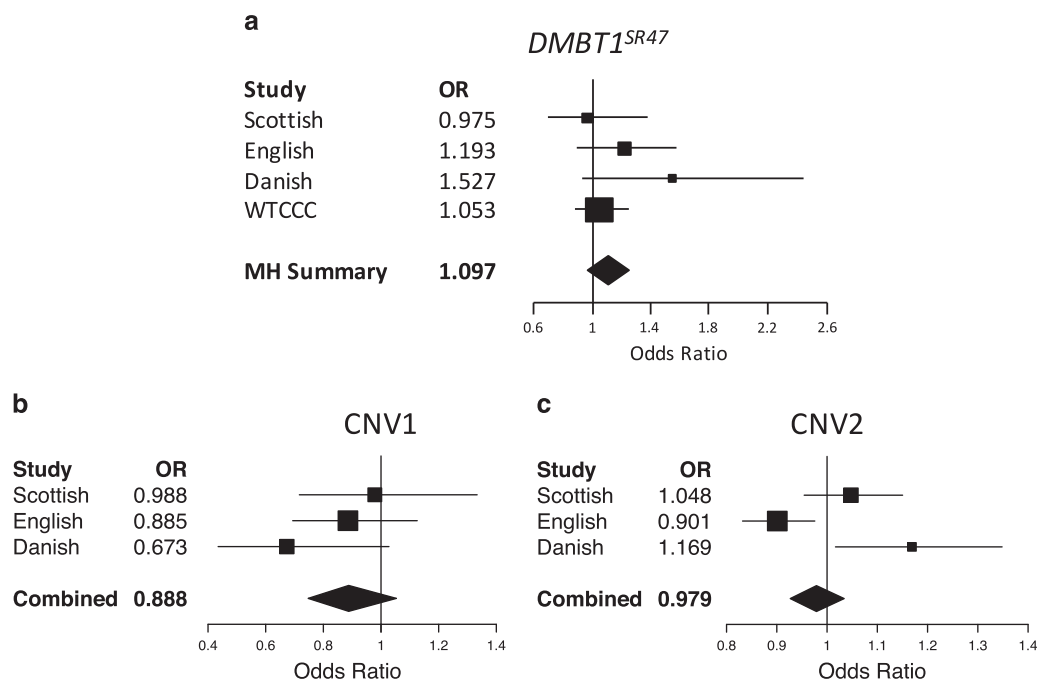 a
DMBT1^SR47
Study OR
Scottish 0.975
English 1.193
Danish 1.527
WTCCC 1.053
MH Summary 1.097
0.6 1 1.4 1.8 2.2 2.6
Odds Ratio
b
CNV1
Study OR
Scottish 0.988
English 0.885
Danish 0.673
Combined 0.888
0.4 0.6 0.8 1 1.2 1.4
Odds Ratio
c
CNV2
Study OR
Scottish 1.048
English 0.901
Danish 1.169
Combined 0.979
0.8 0.9 1 1.1 1.2 1.3 1.4
Odds Ratio